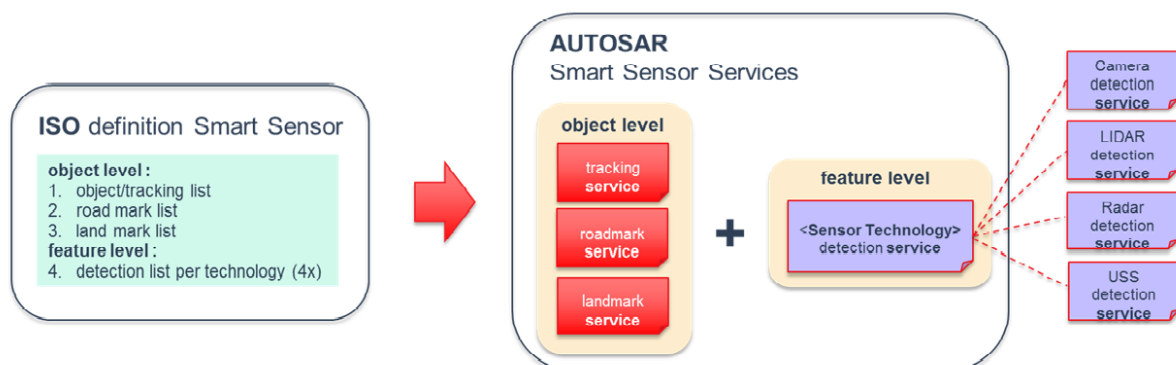 ISO definition Smart Sensor
object level :
1. object/tracking list
2. road mark list
3. land mark list
feature level :
4. detection list per technology (4x)
AUTOSAR
Smart Sensor Services
object level
tracking
service
roadmark
service
landmark
service
+
feature level
<Sensor Technology>
detection service
Camera
detection
service
LIDAR
detection
service
Radar
detection
service
USS
detection
service